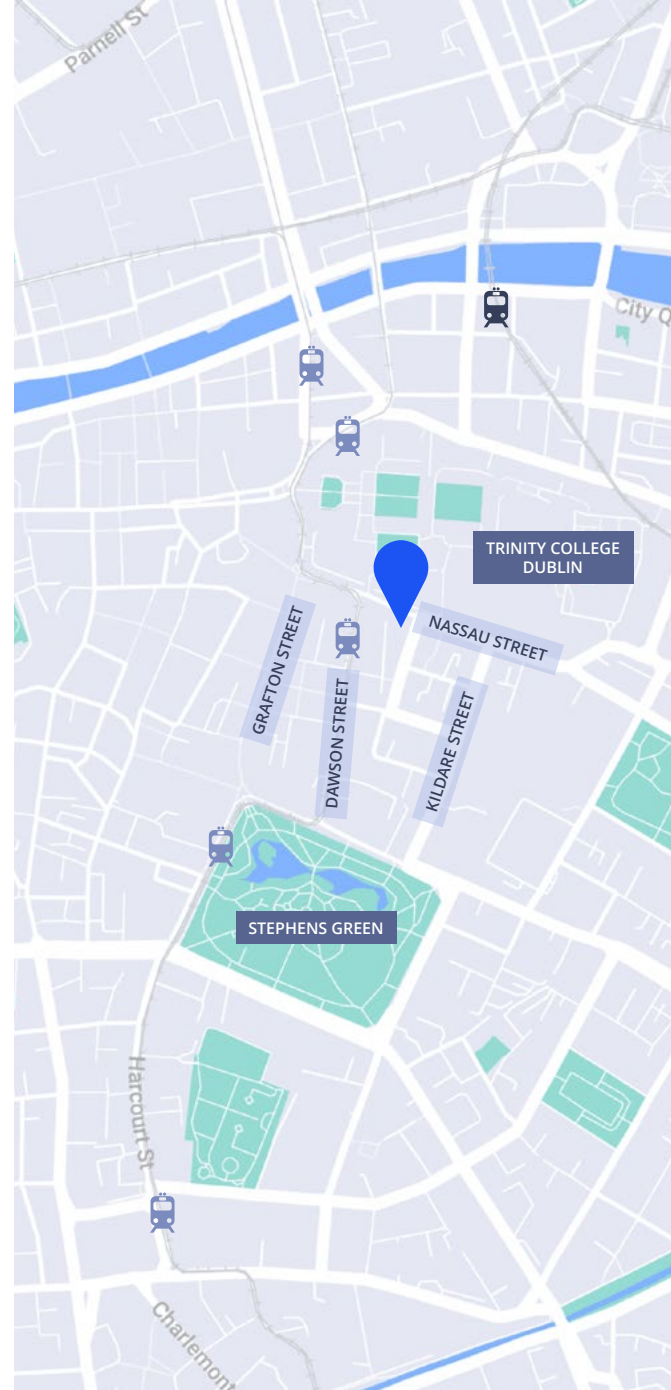 Parnell St
City Q
TRINITY COLLEGE
DUBLIN
NASSAU STREET
GRAFTON STREET
DAWSON STREET
KILDARE STREET
STEPHENS GREEN
Harcourt St
Charlemont